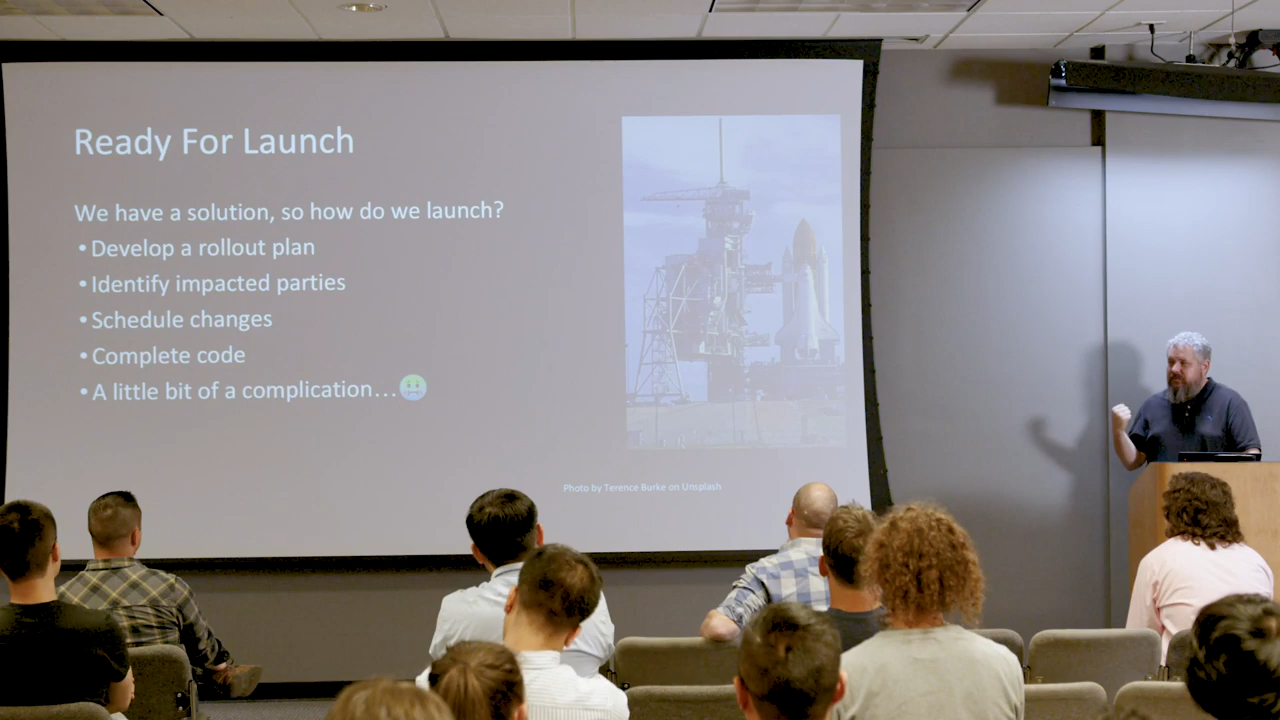 Ready For Launch
We have a solution, so how do we launch?
• Develop a rollout plan
• Identify impacted parties
• Schedule changes
• Complete code
• A little bit of a complication...🤢
Photo by Terence Burke on Unsplash